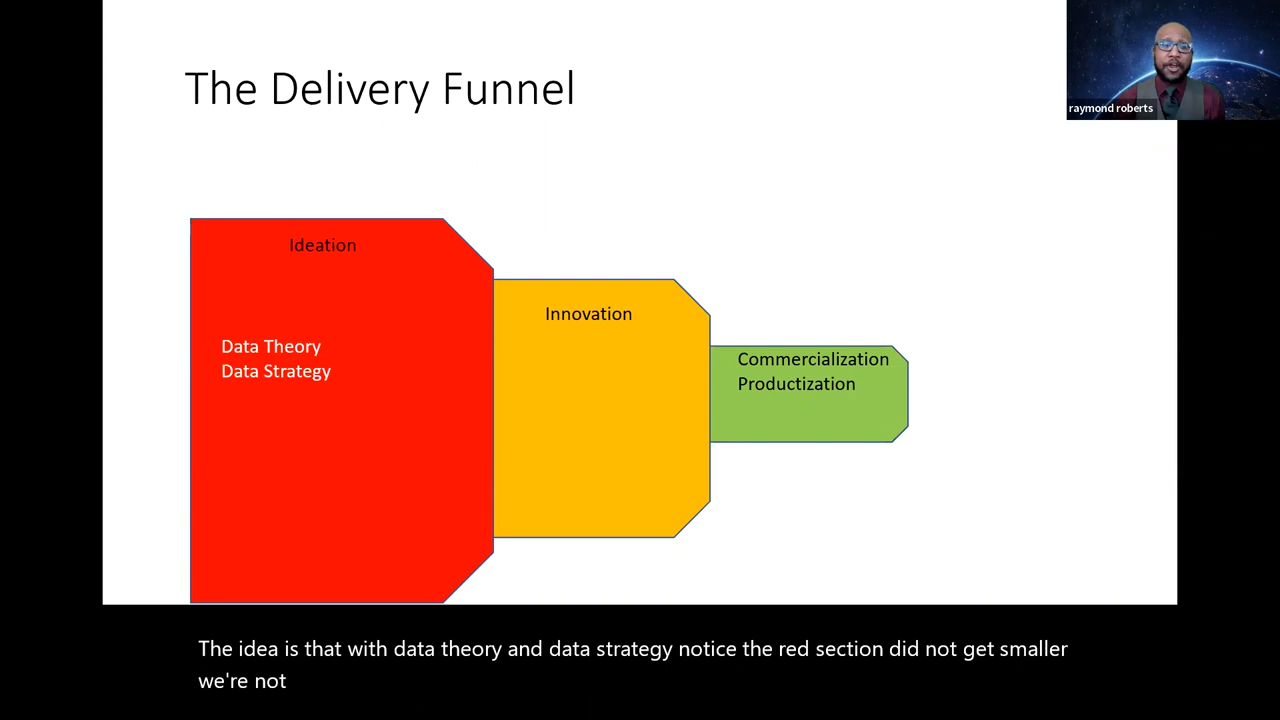 The Delivery Funnel
raymond roberts
Ideation
Data Theory
Data Strategy
Innovation
Commercialization
Productization
The idea is that with data theory and data strategy notice the red section did not get smaller
we're not